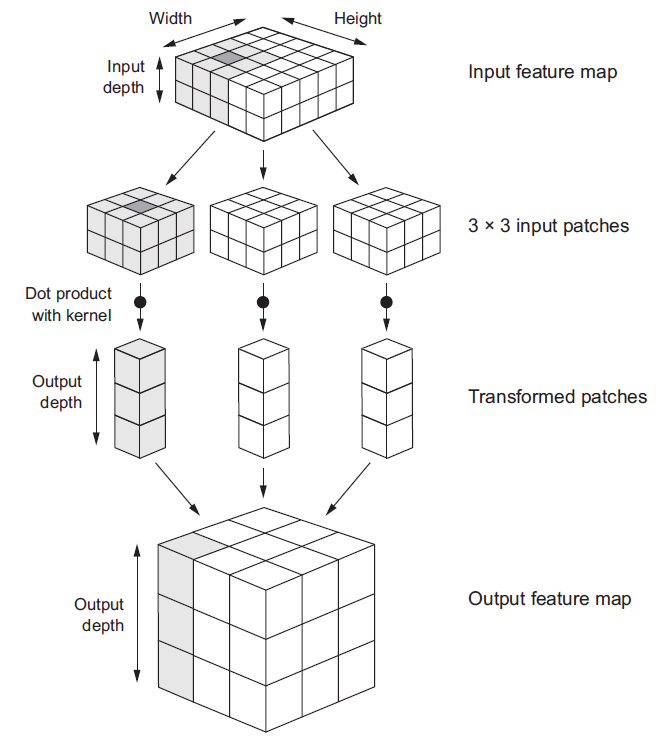 Width
Height
Input
depth
Input feature map
3 × 3 input patches
Dot product
with kernel
Output
depth
Transformed patches
Output
depth
Output feature map